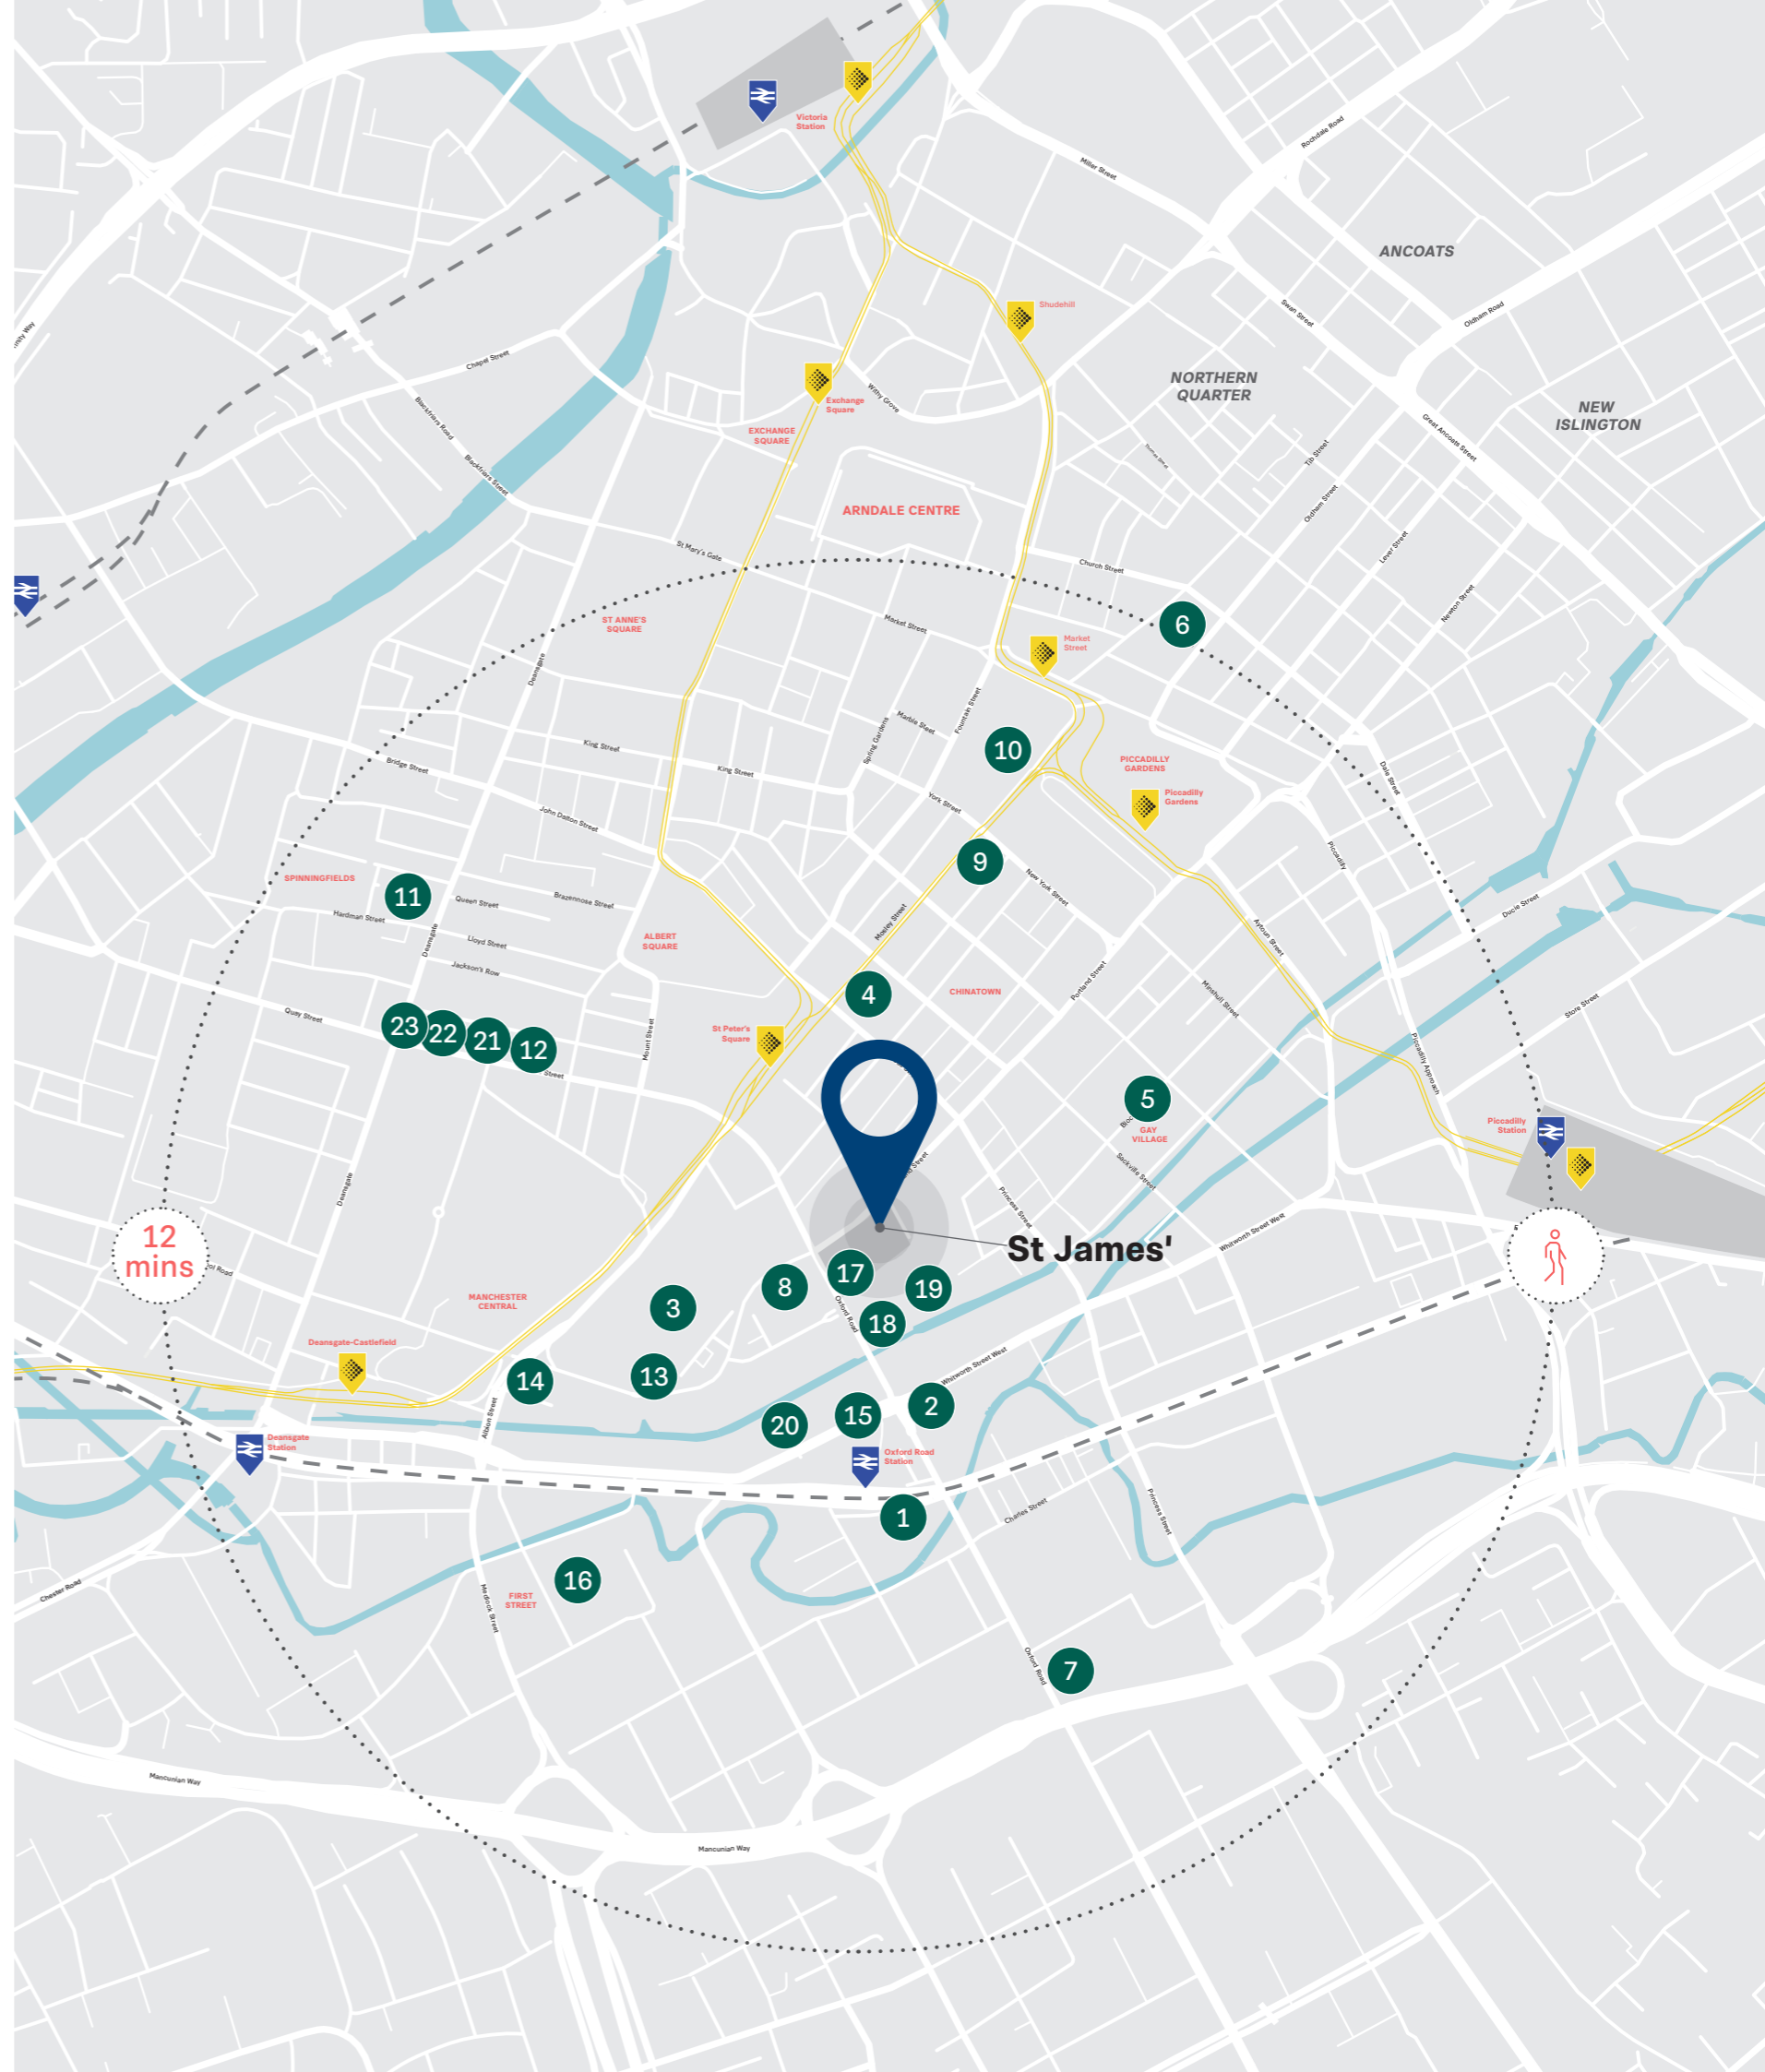 Victoria
Station
Rochdale Road
Miller Street
ANCOATS
Shudehill
Swan Street
Oldham Road
Chapel Street
NORTHERN
QUARTER
NEW
ISLINGTON
Exchange
Square
Withy Grove
Blackfriars Road
EXCHANGE
SQUARE
Great Ancoats Street
Tib Street
Thomas Street
Blackfriars Street
ARNDALE CENTRE
Oldham Street
St Mary's Gate
Church Street
Lever Street
Newton Street
ST ANNE'S
SQUARE
Market Street
6
Market
Street
Deansgate
Fountain Street
Marble Street
Spring Gardens
King Street
10
Bridge Street
King Street
PICCADILLY
GARDENS
Dale Street
Piccadilly
Gardens
York Street
John Dalton Street
Piccadilly
9
SPINNINGFIELDS
11
New York Street
Queen Street
Brazennose Street
Hardman Street
Ducie Street
Mosley Street
Aytoun Street
Lloyd Street
ALBERT
SQUARE
Deansgate
Jackson's Row
Portland Street
4
CHINATOWN
Minshull Street
Store Street
Quay Street
23
22
21
12
St Peter's
Square
Mount Street
Street
Piccadilly Approach
5
GAY
VILLAGE
Piccadilly
Station
Sackville Street
Street
Deansgate
Princess Street
Whitworth Street West
St James'
12
mins
Road
17
8
19
MANCHESTER
CENTRAL
3
Oxford Road
18
Deansgate-Castlefield
13
14
Whitworth Street West
2
15
20
Albion Street
Deansgate
Station
Oxford Road
Station
1
Charles Street
Princess Street
16
FIRST
STREET
Chester Road
Medlock Street
Oxford Road
7
Mancunian Way
Mancunian Way